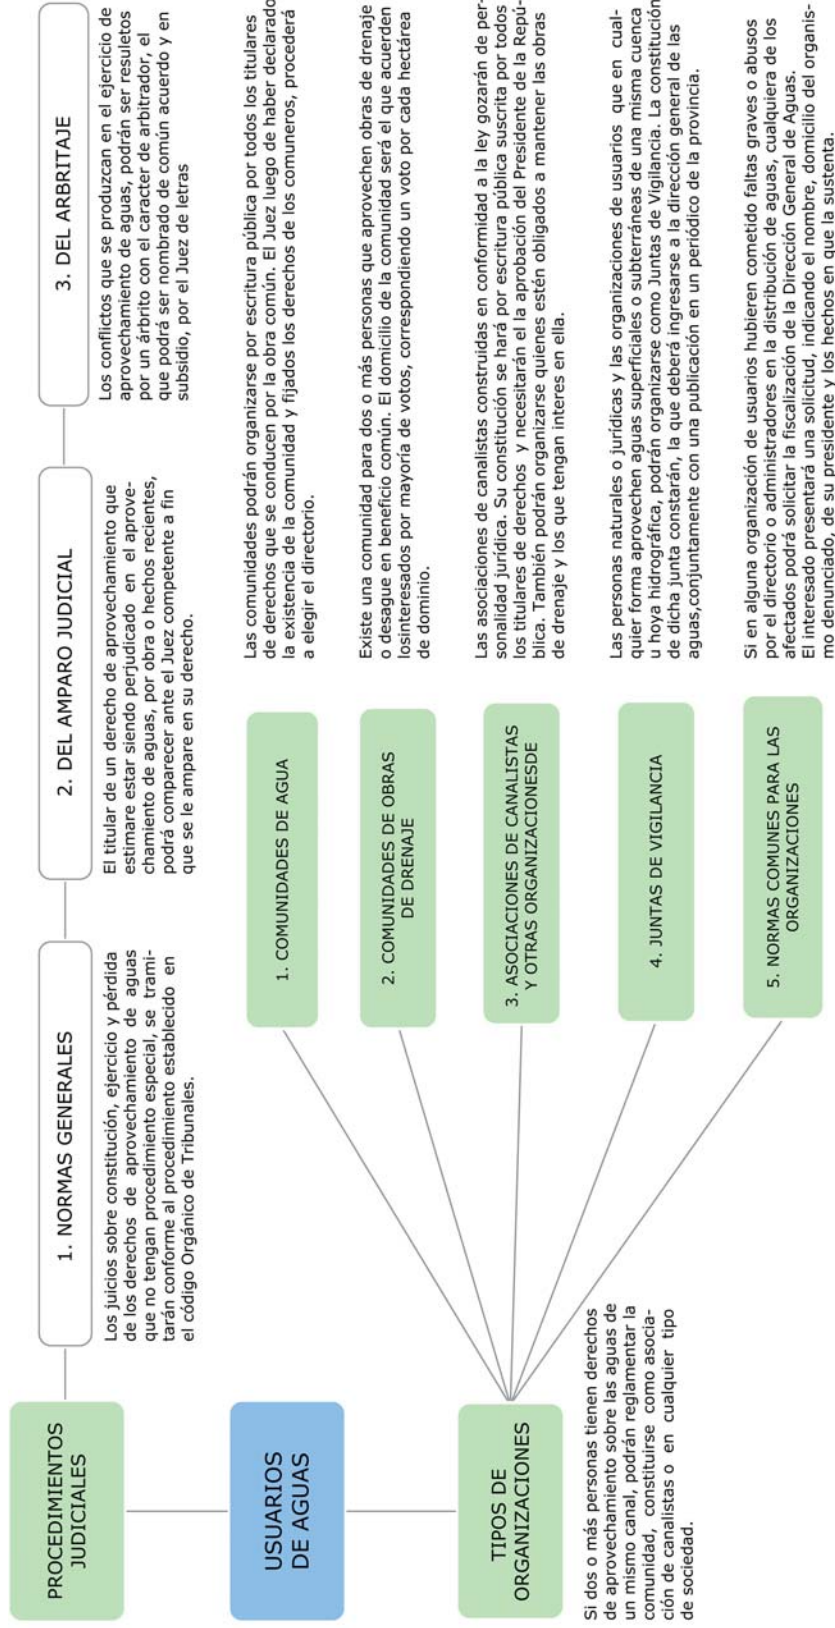 PROCEDIMIENTOS
JUDICIALES
1. NORMAS GENERALES
Los juicios sobre constitución, ejercicio y pérdida
de los derechos de aprovechamiento de aguas
que no tengan procedimiento especial, se trami-
tarán conforme al procedimiento establecido en
el código Orgánico de Tribunales.
2. DEL AMPARO JUDICIAL
El titular de un derecho de aprovechamiento que
estimare estar siendo perjudicado en el aprove-
chamiento de aguas, por obra o hechos recientes,
podrá comparecer ante el Juez competente a fin
que se le ampare en su derecho.
3. DEL ARBRITAJE
Los conflictos que se produzcan en el ejercicio de
aprovechamiento de aguas, podrán ser resuletos
por un árbrito con el caracter de arbitrador, el
que podrá ser nombrado de común acuerdo y en
subsidio, por el Juez de letras
USUARIOS
DE AGUAS
TIPOS DE
ORGANIZACIONES
Si dos o más personas tienen derechos
de aprovechamiento sobre las aguas de
un mismo canal, podrán reglamentar la
comunidad, constituirse como asocia-
ción de canalistas o en cualquier tipo
de sociedad.
1. COMUNIDADES DE AGUA
Las comunidades podrán organizarse por escritura pública por todos los titulares
de derechos que se conducen por la obra común. El Juez luego de haber declarado
la existencia de la comunidad y fijados los derechos de los comuneros, procederá
a elegir el directorio.
2. COMUNIDADES DE OBRAS
DE DRENAJE
Existe una comunidad para dos o más personas que aprovechen obras de drenaje
o desague en beneficio común. El domicilio de la comunidad será el que acuerden
losinteresados por mayoría de votos, correspondiendo un voto por cada hectárea
de dominio.
3. ASOCIACIONES DE CANALISTAS
Y OTRAS ORGANIZACIONESDE
Las asociaciones de canalistas construidas en conformidad a la ley gozarán de per-
sonalidad jurídica. Su constitución se hará por escritura pública suscrita por todos
los titulares de derechos y necesitarán el la aprobación del Presidente de la Repú-
blica. También podrán organizarse quienes estén obligados a mantener las obras
de drenaje y los que tengan interes en ella.
4. JUNTAS DE VIGILANCIA
Las personas naturales o jurídicas y las organizaciones de usuarios que en cual-
quier forma aprovechen aguas superficiales o subterráneas de una misma cuenca
u hoya hidrográfica, podrán organizarse como Juntas de Vigilancia. La constitución
de dicha junta constarán, la que deberá ingresarse a la dirección general de las
aguas,conjuntamente con una publicación en un periódico de la provincia.
5. NORMAS COMUNES PARA LAS
ORGANIZACIONES
Si en alguna organización de usuarios hubieren cometido faltas graves o abusos
por el directorio o administradores en la distribución de aguas, cualquiera de los
afectados podrá solicitar la fiscalización de la Dirección General de Aguas.
El interesado presentará una solicitud, indicando el nombre, domicilio del organis-
mo denunciado, de su presidente y los hechos en que la sustenta.